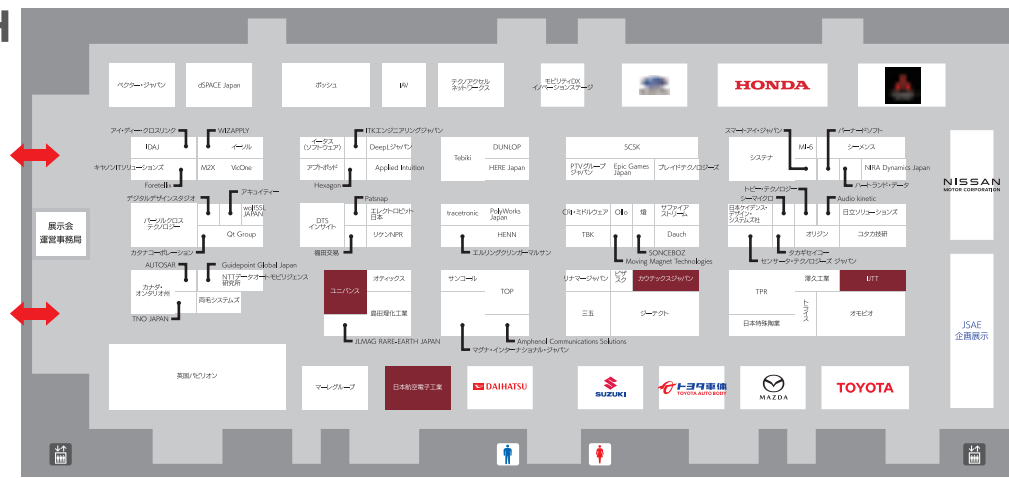 H
ベクター・ジャパン
dSPACE Japan
ボッシュ
IAV
テクノアクセル
ネットワークス
モビリティDX
イノベーションステージ
HONDA
アイ・ディー・クロスリンク
WIZAPPLY
ITKエンジニアリングジャパン
スマートアイ・ジャパン
バーナードソフト
IDAJ
イーソル
イータス
(ソフトウェア)
DeepLジャパン
Tebiki
DUNLOP
SCSK
システナ
MI-6
シーメンス
キヤノンITソリューションズ
M2X
VicOne
アプトポッド
Applied Intuition
HERE Japan
PTVグループ
ジャパン
Epic Games
Japan
ブレイドテクノロジーズ
NIRA Dynamics Japan
NISSAN
MOTOR CORPORATION
Foretellix
Hexagon
ハートランド・データ
デジタルデザインスタジオ
アキュイティー
Patsnap
トビー・テクノロジー
シーマイクロ
Audio kinetic
展示会
運営事務局
パーソルクロス
テクノロジー
wolfSSL
JAPAN
DTS
インサイト
エレクトロビット
日本
tracetronic
PolyWorks
Japan
CRI・ミドルウェア
Ollo
燈
サファイア
ストリーム
日本ケイデンス・
デザイン・
システムズ社
日立ソリューションズ
Qt Group
リケンNPR
HENN
TBK
Dauch
オリジン
ユタカ技研
カタナコーポレーション
福田交易
エルリングクリンガーマルサン
SONCEBOZ
Moving Magnet Technologies
タカギセイコー
センサータ・テクノロジーズ ジャパン
AUTOSAR
Guidepoint Global Japan
カナダ・
オンタリオ州
NTTデータオートモビリジェンス
研究所
両毛システムズ
ユニバンス
オティックス
サンコール
TOP
リナマージャパン
ピザ
スク
カウテックスジャパン
TPR
澤久工業
IJTT
TNO JAPAN
島田理化工業
三五
ジーテクト
日本特殊陶業
トライス
オモビオ
JSAE
企画展示
JLMAG RARE-EARTH JAPAN
マグナ・インターナショナル・ジャパン
Amphenol Communications Solutions
英国パビリオン
マーレグループ
日本航空電子工業
DAIHATSU
SUZUKI
トヨタ車体
TOYOTA AUTO BODY
MAZDA
TOYOTA